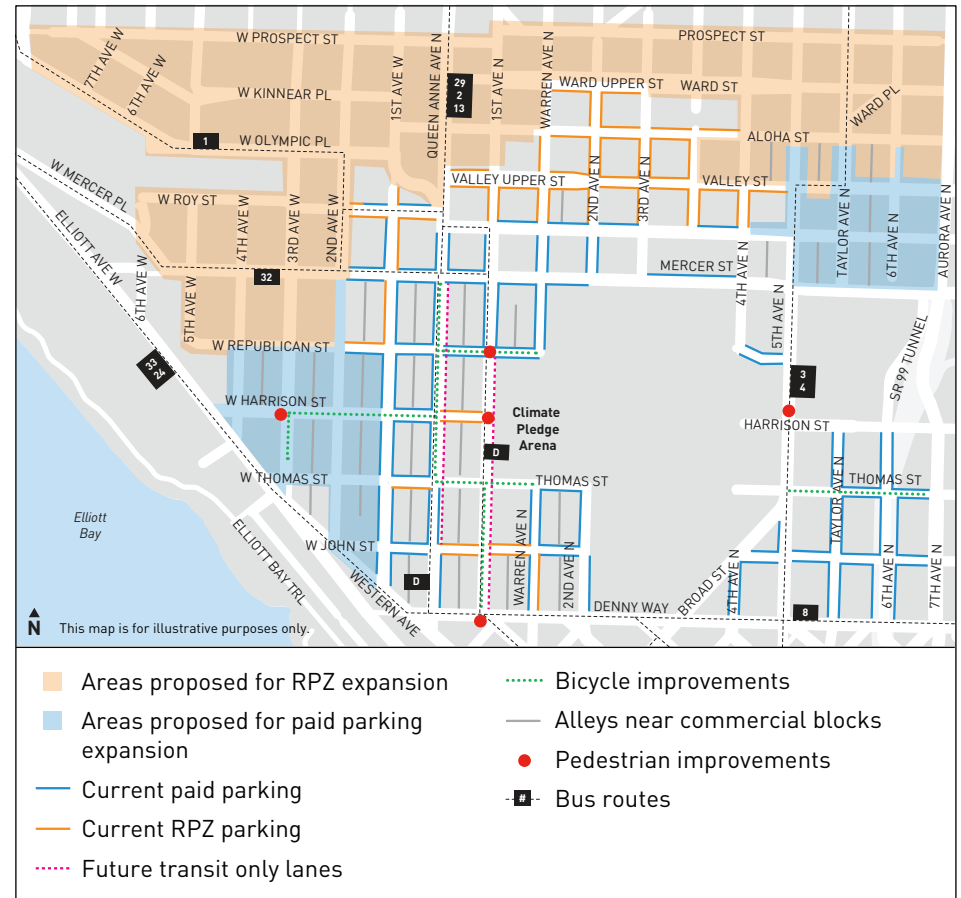 W PROSPECT ST
PROSPECT ST
7TH AVE W
6TH AVE W
1ST AVE W
QUEEN ANNE AVE N
29
2
13
1ST AVE N
WARREN AVE N
WARD UPPER ST
WARD ST
WARD PL
W KINNEAR PL
1
W OLYMPIC PL
ALOHA ST
W MERCER PL
VALLEY UPPER ST
2ND AVE N
3RD AVE N
VALLEY ST
W ROY ST
ELLIOTT AVE W
4TH AVE W
3RD AVE W
2ND AVE W
TAYLOR AVE N
6TH AVE N
AURORA AVE N
6TH AVE W
32
MERCER ST
4TH AVE N
5TH AVE W
5TH AVE N
W REPUBLICAN ST
SR 99 TUNNEL
33
24
3
4
W HARRISON ST
Climate
Pledge
Arena
HARRISON ST
D
W THOMAS ST
THOMAS ST
TAYLOR AVE N
THOMAS ST
Elliott
Bay
ELLIOTT BAY TRL
W JOHN ST
WESTERN AVE
D
WARREN AVE N
2ND AVE N
BROAD ST
4TH AVE N
6TH AVE N
7TH AVE N
DENNY WAY
8
N
This map is for illustrative purposes only.
Areas proposed for RPZ expansion
Areas proposed for paid parking
expansion
Current paid parking
Current RPZ parking
Future transit only lanes
Bicycle improvements
Alleys near commercial blocks
Pedestrian improvements
#
Bus routes